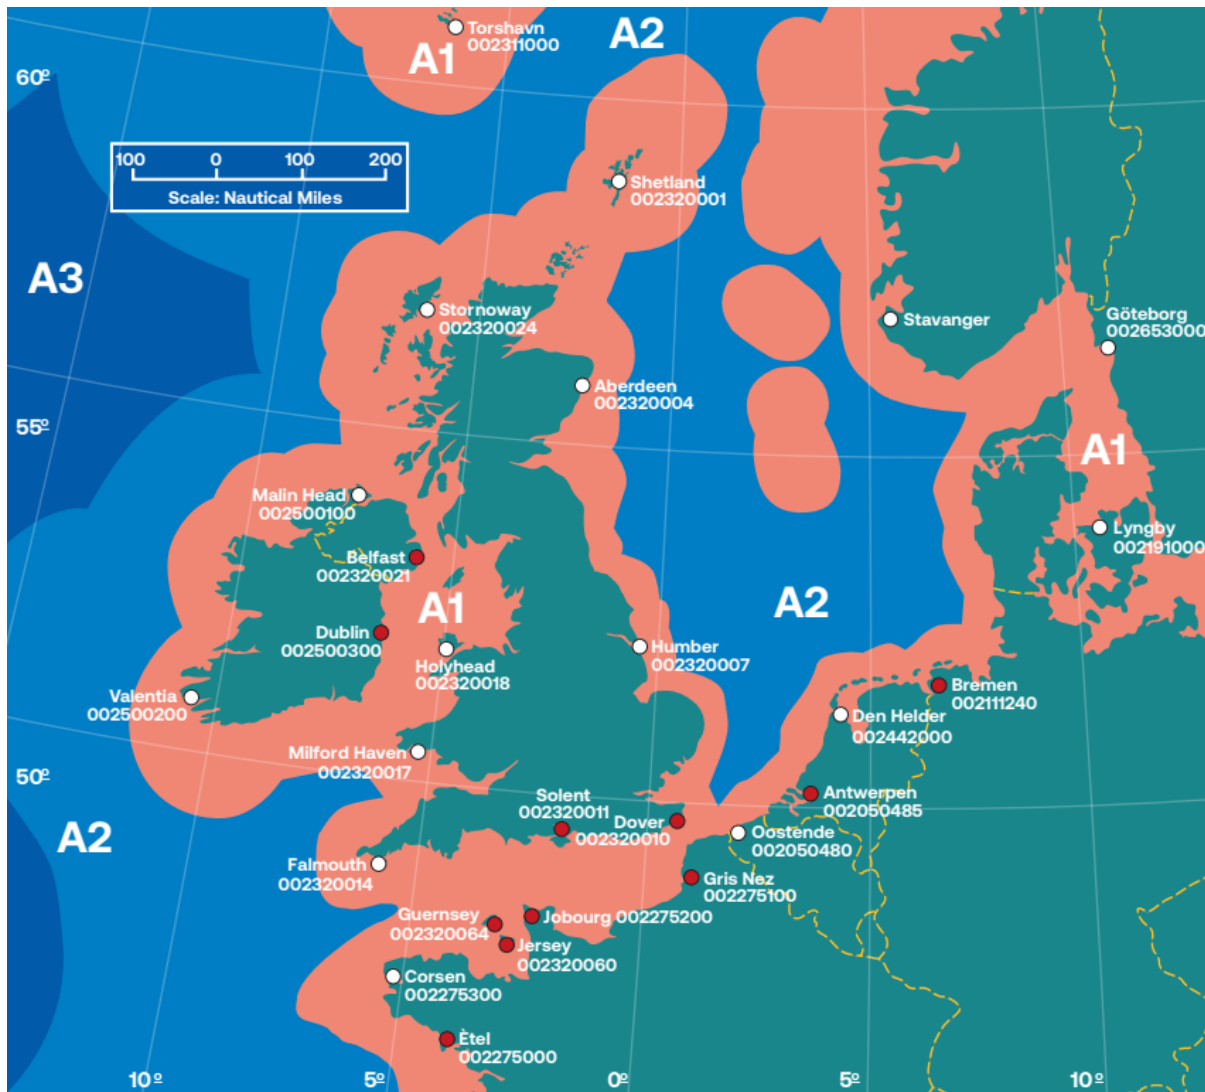 Torshavn
002311000
A1
A2
60º
100 0 100 200
Scale: Nautical Miles
Shetland
002320001
A3
Stornoway
002320024
Stavanger
Göteborg
002653000
Aberdeen
002320004
55º
A1
Malin Head
002500100
Belfast
002320021
Lyngby
002191000
A1
A2
Dublin
002500300
Holyhead
002320018
Humber
002320007
Valentia
002500200
Bremen
002111240
Den Helder
002442000
Milford Haven
002320017
50º
Solent
002320011
Dover
002320010
Antwerpen
002050485
Oostende
002050480
A2
Falmouth
002320014
Gris Nez
002275100
Guernsey
002320064
Jobourg 002275200
Jersey
002320060
Corsen
002275300
Ètel
002275000
10º 5º 0º 5º 10º